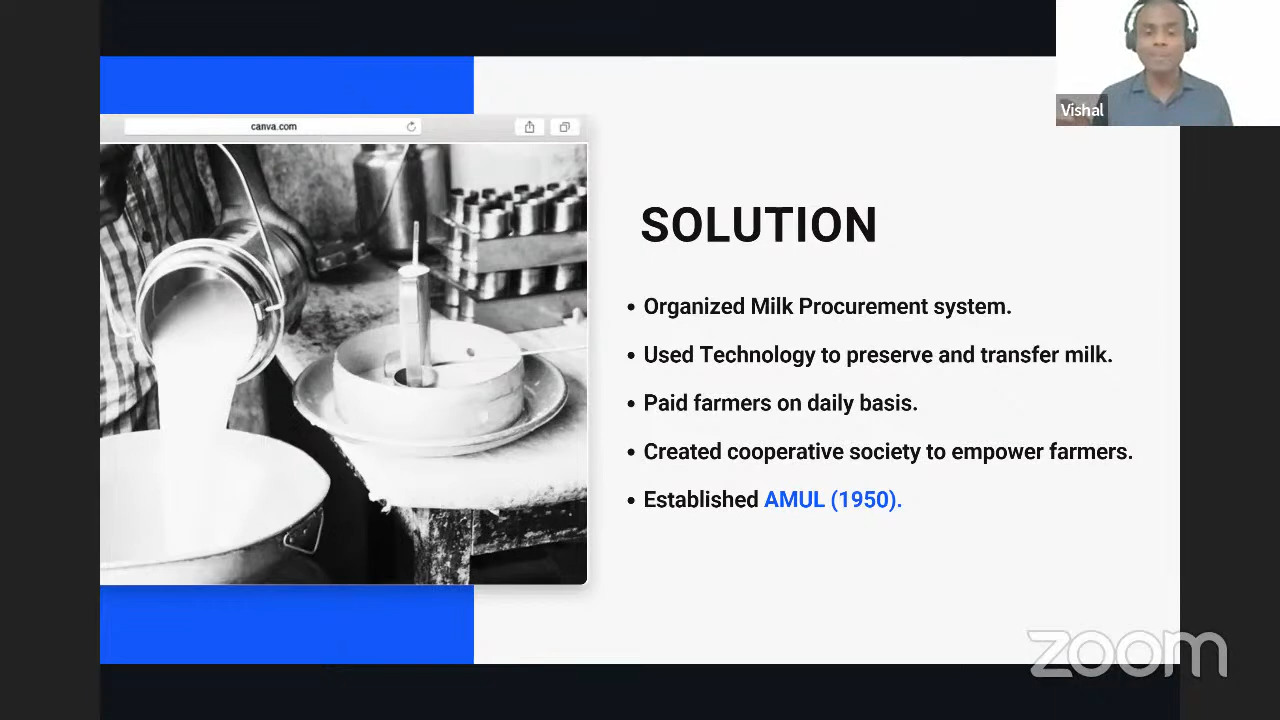 Vishal
canva.com
SOLUTION
• Organized Milk Procurement system.
• Used Technology to preserve and transfer milk.
• Paid farmers on daily basis.
• Created cooperative society to empower farmers.
• Established AMUL (1950).
zoom